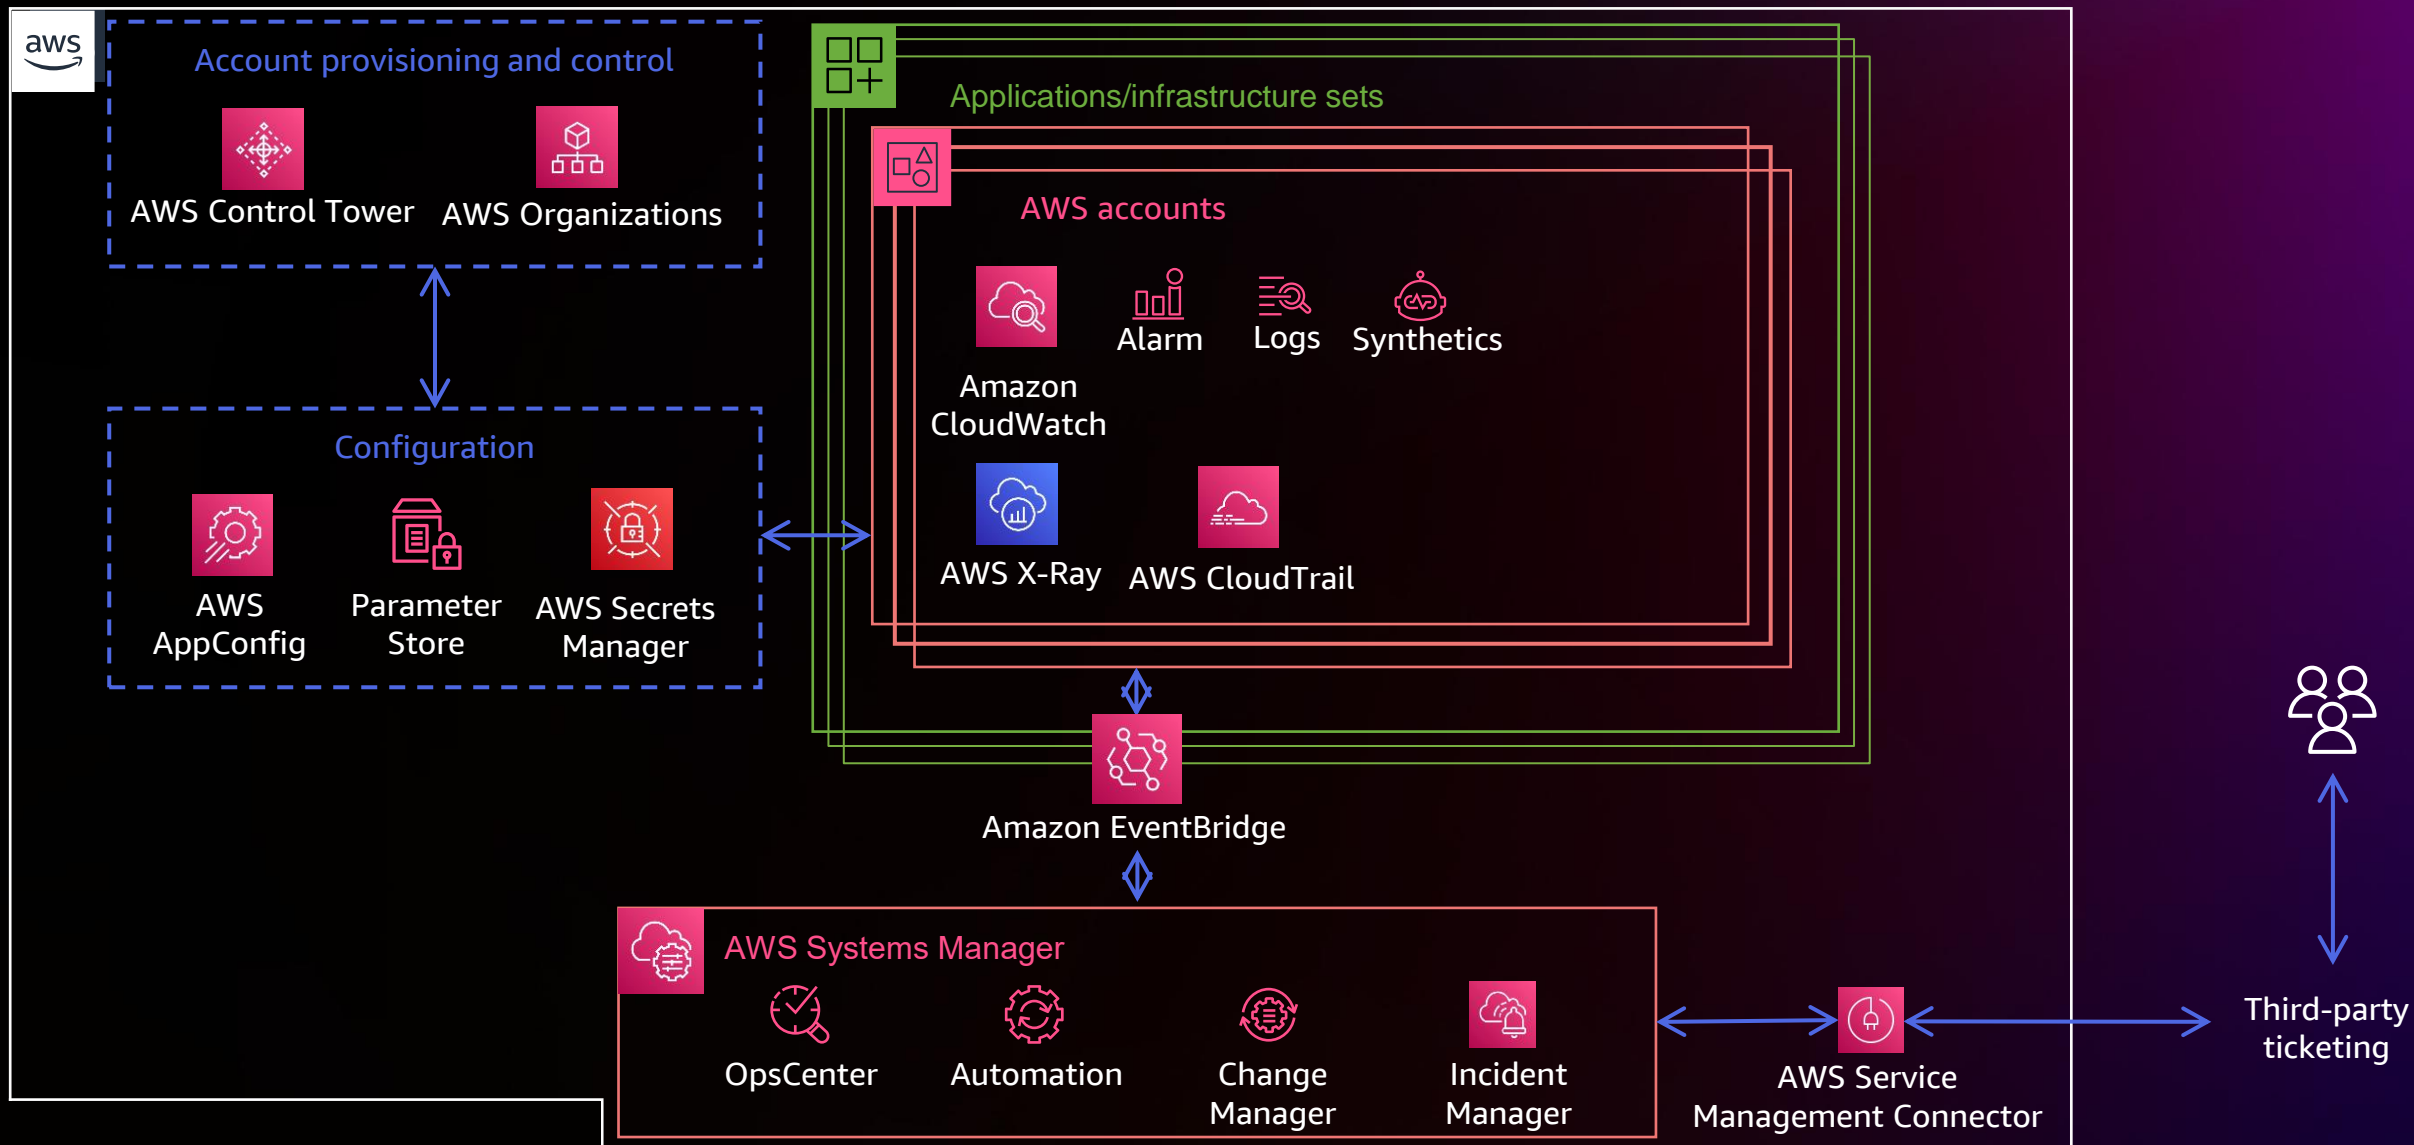 aws
Account provisioning and control
AWS Control Tower
AWS Organizations
Applications/infrastructure sets
AWS accounts
Alarm
Logs
Synthetics
Amazon
CloudWatch
AWS X-Ray
AWS CloudTrail
Configuration
AWS
AppConfig
Parameter
Store
AWS Secrets
Manager
Amazon EventBridge
AWS Systems Manager
OpsCenter
Automation
Change
Manager
Incident
Manager
AWS Service
Management Connector
Third-party
ticketing